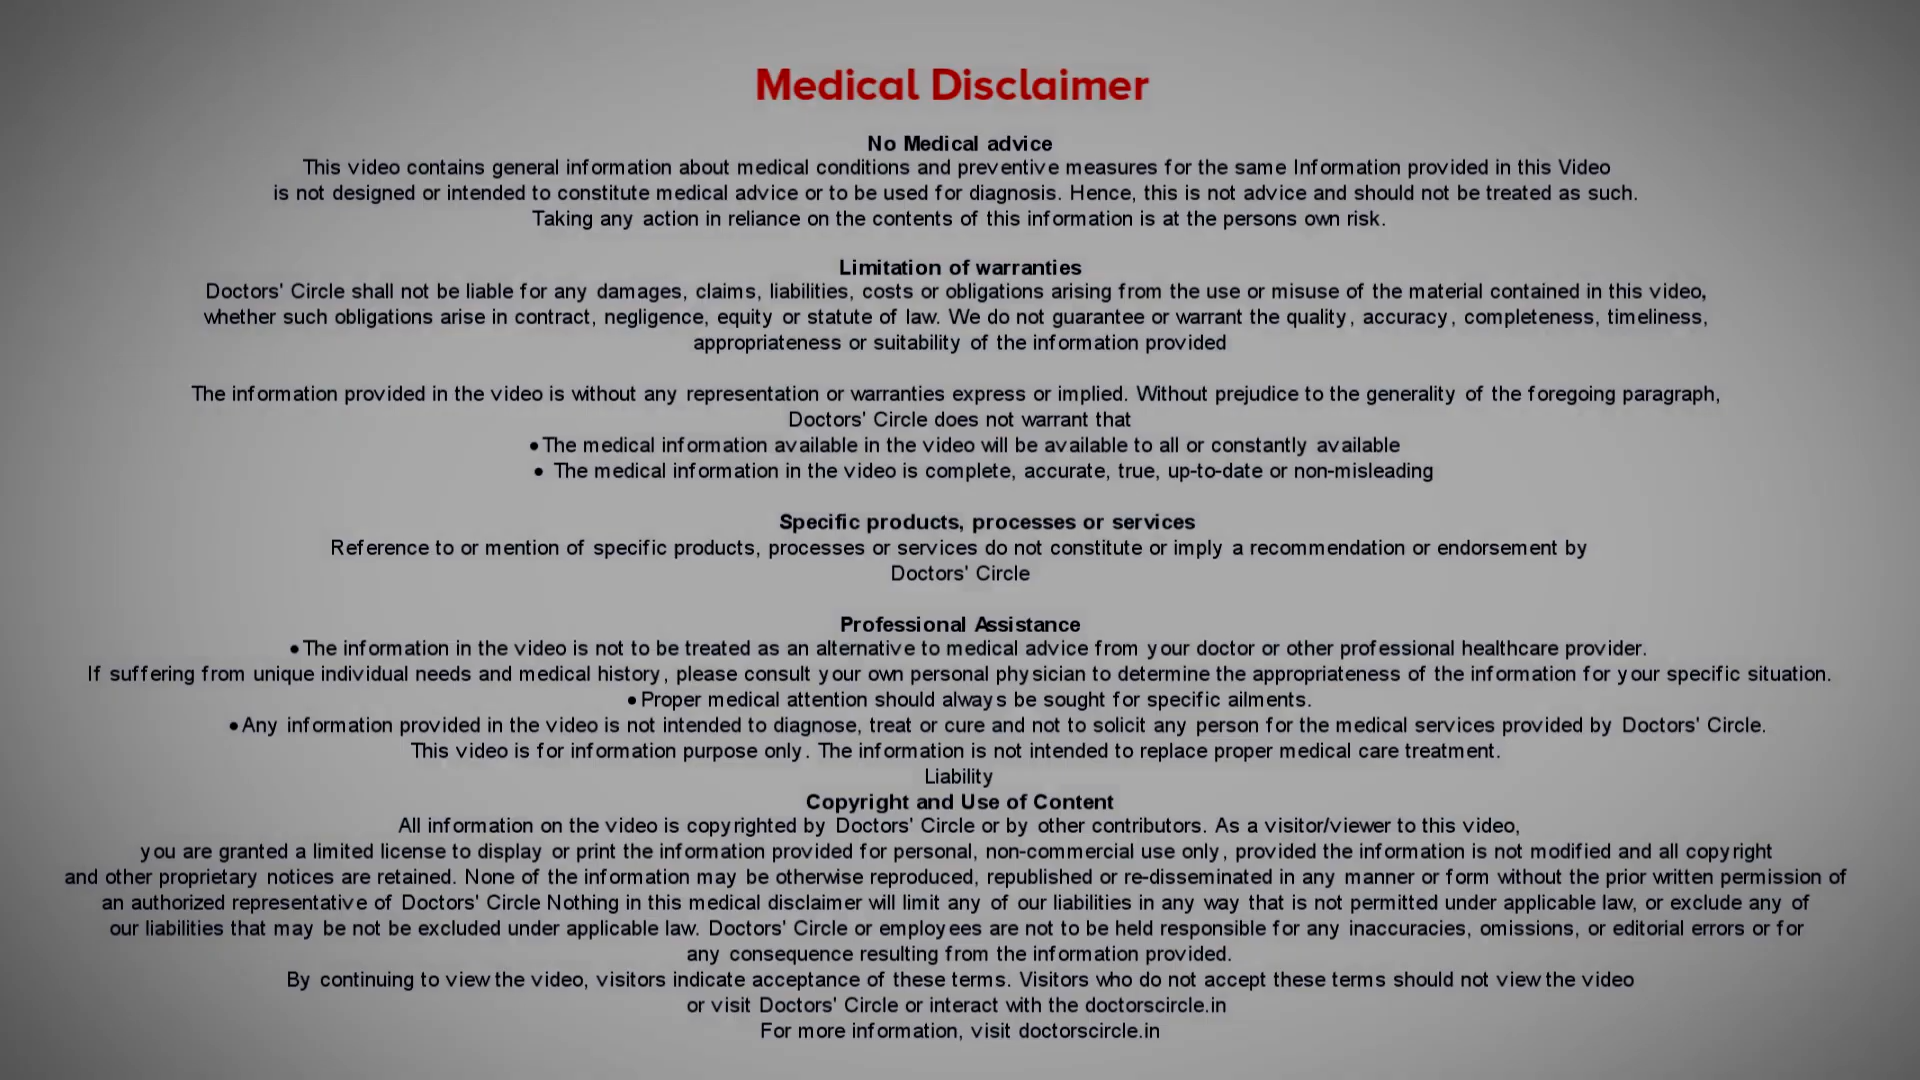 Medical Disclaimer
No Medical advice
This video contains general information about medical conditions and preventive measures for the same Information provided in this Video
is not designed or intended to constitute medical advice or to be used for diagnosis. Hence, this is not advice and should not be treated as such.
Taking any action in reliance on the contents of this information is at the persons own risk.
Limitation of warranties
Doctors' Circle shall not be liable for any damages, claims, liabilities, costs or obligations arising from the use or misuse of the material contained in this video,
whether such obligations arise in contract, negligence, equity or statute of law. We do not guarantee or warrant the quality, accuracy, completeness, timeliness,
appropriateness or suitability of the information provided
The information provided in the video is without any representation or warranties express or implied. Without prejudice to the generality of the foregoing paragraph,
Doctors' Circle does not warrant that
•The medical information available in the video will be available to all or constantly available
• The medical information in the video is complete, accurate, true, up-to-date or non-misleading
Specific products, processes or services
Reference to or mention of specific products, processes or services do not constitute or imply a recommendation or endorsement by
Doctors' Circle
Professional Assistance
•The information in the video is not to be treated as an alternative to medical advice from your doctor or other professional healthcare provider.
If suffering from unique individual needs and medical history, please consult your own personal physician to determine the appropriateness of the information for your specific situation.
•Proper medical attention should always be sought for specific ailments.
•Any information provided in the video is not intended to diagnose, treat or cure and not to solicit any person for the medical services provided by Doctors' Circle.
This video is for information purpose only. The information is not intended to replace proper medical care treatment.
Liability
Copyright and Use of Content
All information on the video is copyrighted by Doctors' Circle or by other contributors. As a visitor/viewer to this video,
you are granted a limited license to display or print the information provided for personal, non-commercial use only, provided the information is not modified and all copyright
and other proprietary notices are retained. None of the information may be otherwise reproduced, republished or re-disseminated in any manner or form without the prior written permission of
an authorized representative of Doctors' Circle Nothing in this medical disclaimer will limit any of our liabilities in any way that is not permitted under applicable law, or exclude any of
our liabilities that may be not be excluded under applicable law. Doctors' Circle or employees are not to be held responsible for any inaccuracies, omissions, or editorial errors or for
any consequence resulting from the information provided.
By continuing to view the video, visitors indicate acceptance of these terms. Visitors who do not accept these terms should not view the video
or visit Doctors' Circle or interact with the doctorscircle.in
For more information, visit doctorscircle.in